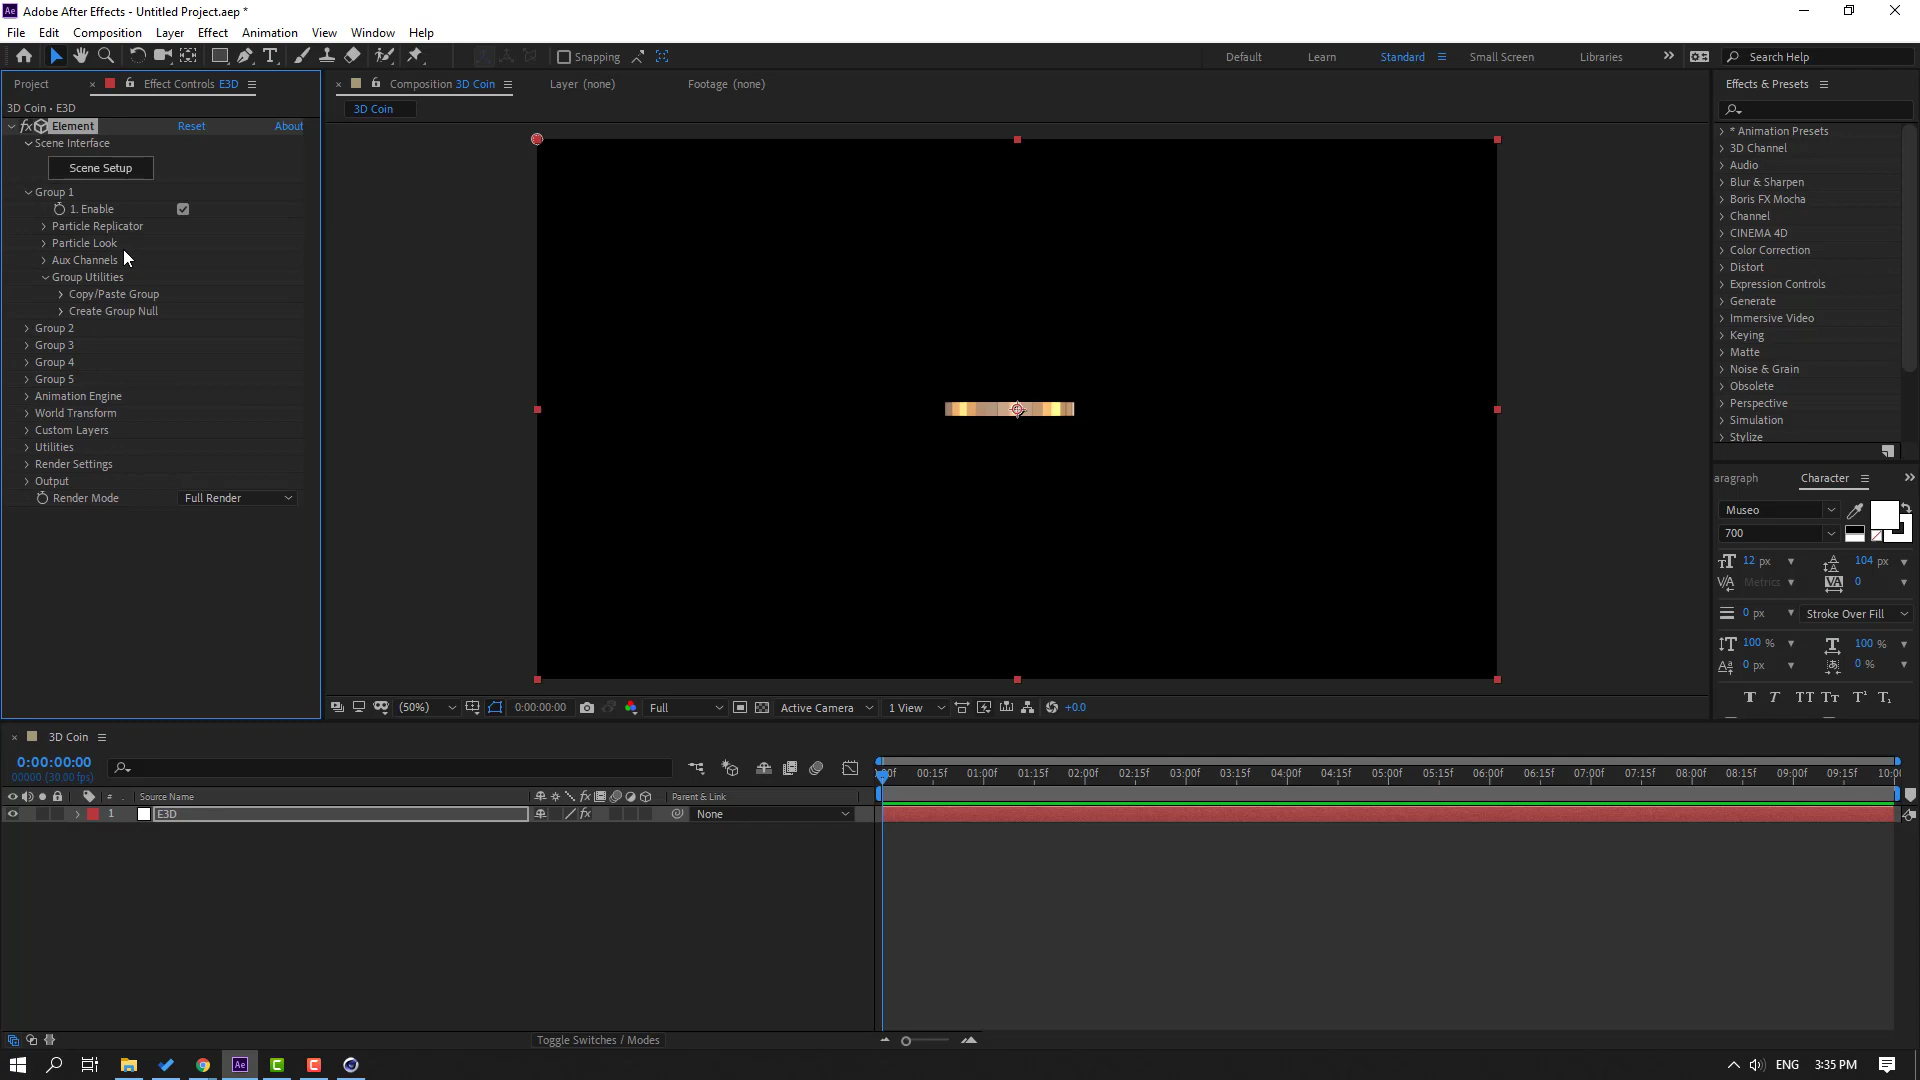 Adobe After Effects - Untitled Project.aep *
File Edit Composition Layer Effect Animation View Window Help
Snapping Default Learn Standard Small Screen Libraries Search Help
Project Effect Controls E3D Composition 3D Coin Layer (none) Footage (none) Effects & Presets
3D Coin • E3D
3D Coin
fx Element Reset About
Scene Interface
Scene Setup
Group 1
1. Enable
Particle Replicator
Particle Look
Aux Channels
Group Utilities
Copy/Paste Group
Create Group Null
Group 2
Group 3
Group 4
Group 5
Animation Engine
World Transform
Custom Layers
Utilities
Render Settings
Output
Render Mode Full Render
* Animation Presets
3D Channel
Audio
Blur & Sharpen
Boris FX Mocha
Channel
CINEMA 4D
Color Correction
Distort
Expression Controls
Generate
Immersive Video
Keying
Matte
Noise & Grain
Obsolete
Perspective
Simulation
Stylize
aragraph Character
Museo
700
12 px 104 px
Metrics 0
0 px Stroke Over Fill
100 % 100 %
0 px 0 %
(50%) 0:00:00:00 Full Active Camera 1 View +0.0
3D Coin
0:00:00:00
00000 (30.00 fps)
00f 00:15f 01:00f 01:15f 02:00f 02:15f 03:00f 03:15f 04:00f 04:15f 05:00f 05:15f 06:00f 06:15f 07:00f 07:15f 08:00f 08:15f 09:00f 09:15f 10:00
# Source Name fx Parent & Link
1 E3D fx None
Toggle Switches / Modes
Ae ENG 3:35 PM